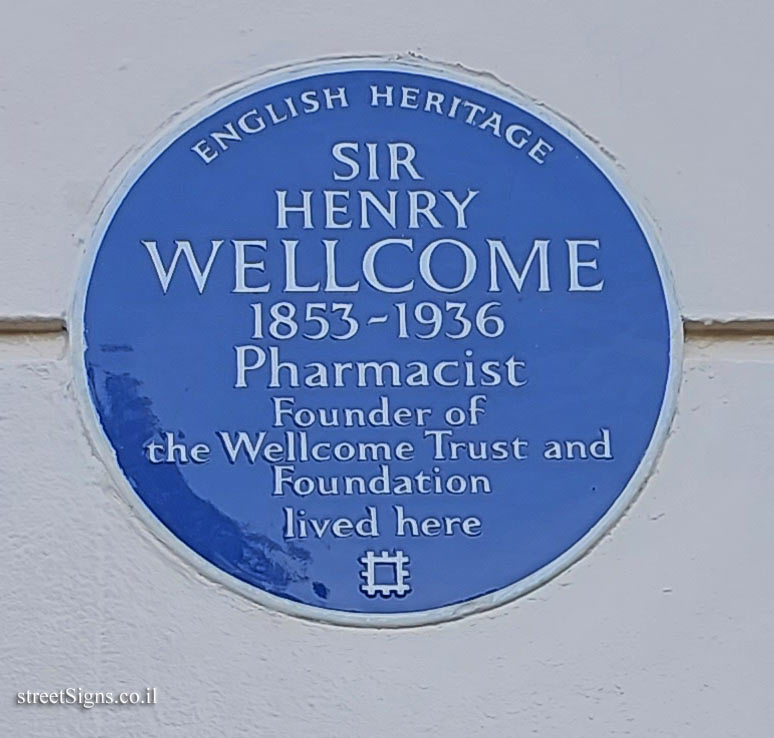 ENGLISH HERITAGE
SIR
HENRY
WELLCOME
1853-1936
Pharmacist
Founder of
the Wellcome Trust and
Foundation
lived here
streetSigns.co.il